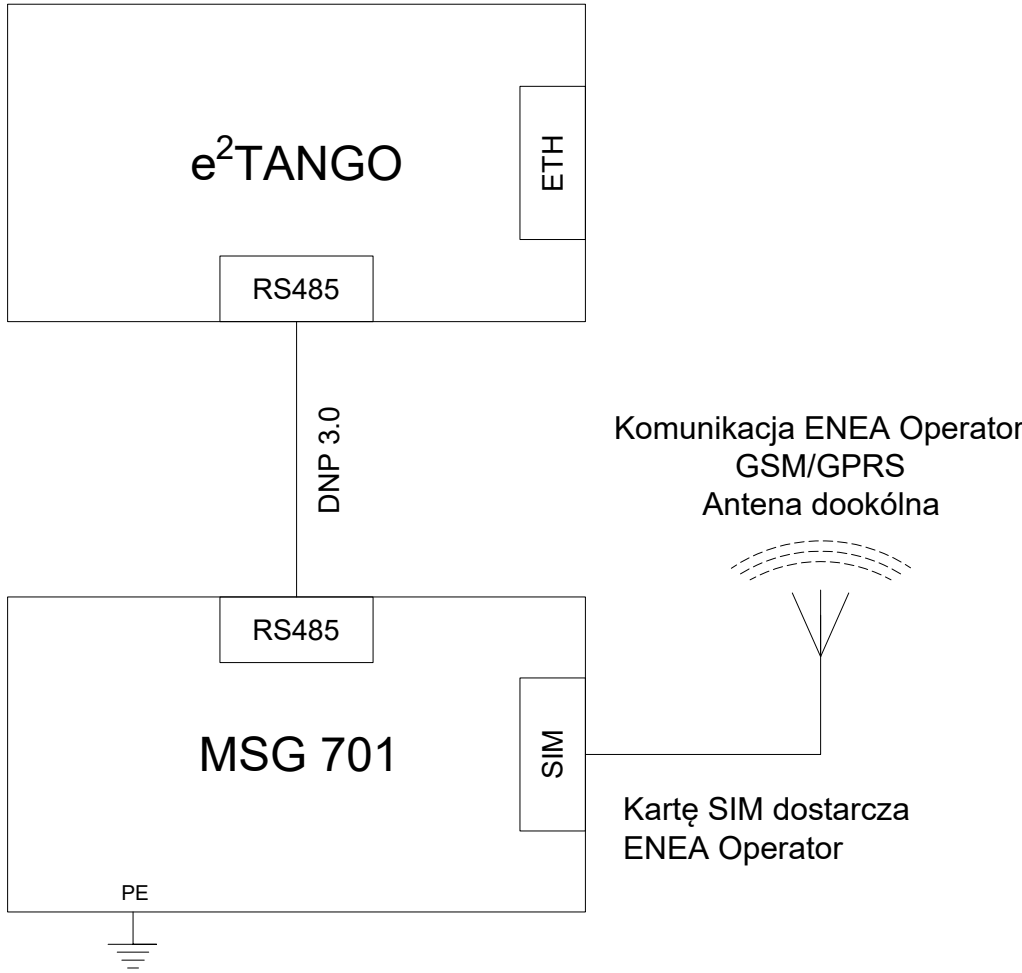 e²TANGO
ETH
RS485
DNP 3.0
Komunikacja ENEA Operator
GSM/GPRS
Antena dookólna
RS485
MSG 701
SIM
Kartę SIM dostarcza
ENEA Operator
PE